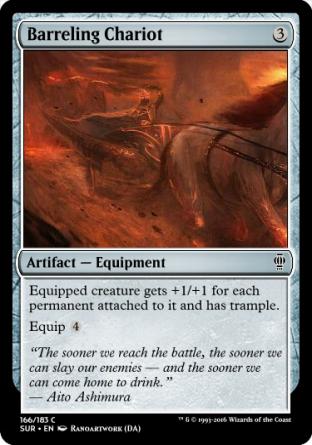 Barreling Chariot 3
Artifact — Equipment
Equipped creature gets +1/+1 for each
permanent attached to it and has trample.
Equip 4
"The sooner we reach the battle, the sooner we
can slay our enemies — and the sooner we
can come home to drink."
— Aito Ashimura
166/183 C
SUR • EN RANOARTWORK (DA)
™ & © 1993-2016 Wizards of the Coast